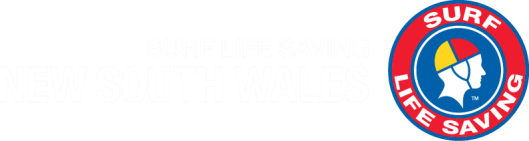 SURF LIFE SAVING
NEW SOUTH WALES
SURF
LIFE SAVING
TM